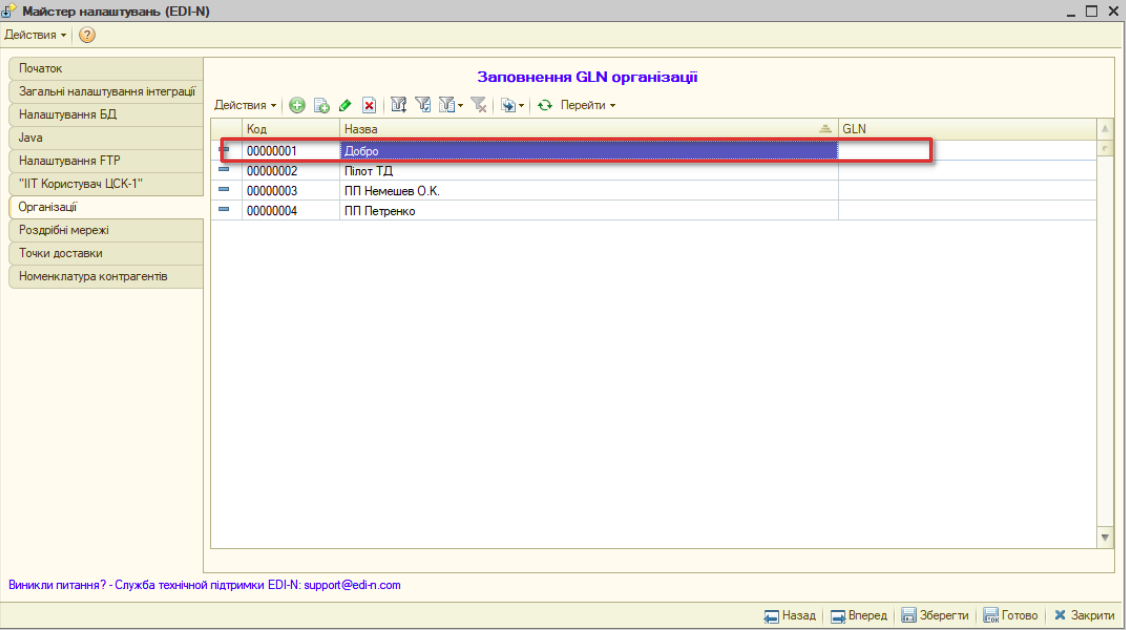 Майстер налаштувань (EDI-N)
Действия
Початок
Загальні налаштування інтеграції
Налаштування БД
Java
Налаштування FTP
"ІІТ Користувач ЦСК-1"
Організації
Роздрібні мережі
Точки доставки
Номенклатура контрагентів
Заповнення GLN організації
Действия Перейти
Код Назва GLN
00000001 Добро
00000002 Пілот ТД
00000003 ПП Немешев О.К.
00000004 ПП Петренко
Виникли питання? - Служба технічной підтримки EDI-N: support@edi-n.com
Назад Вперед Зберегти Готово Закрити